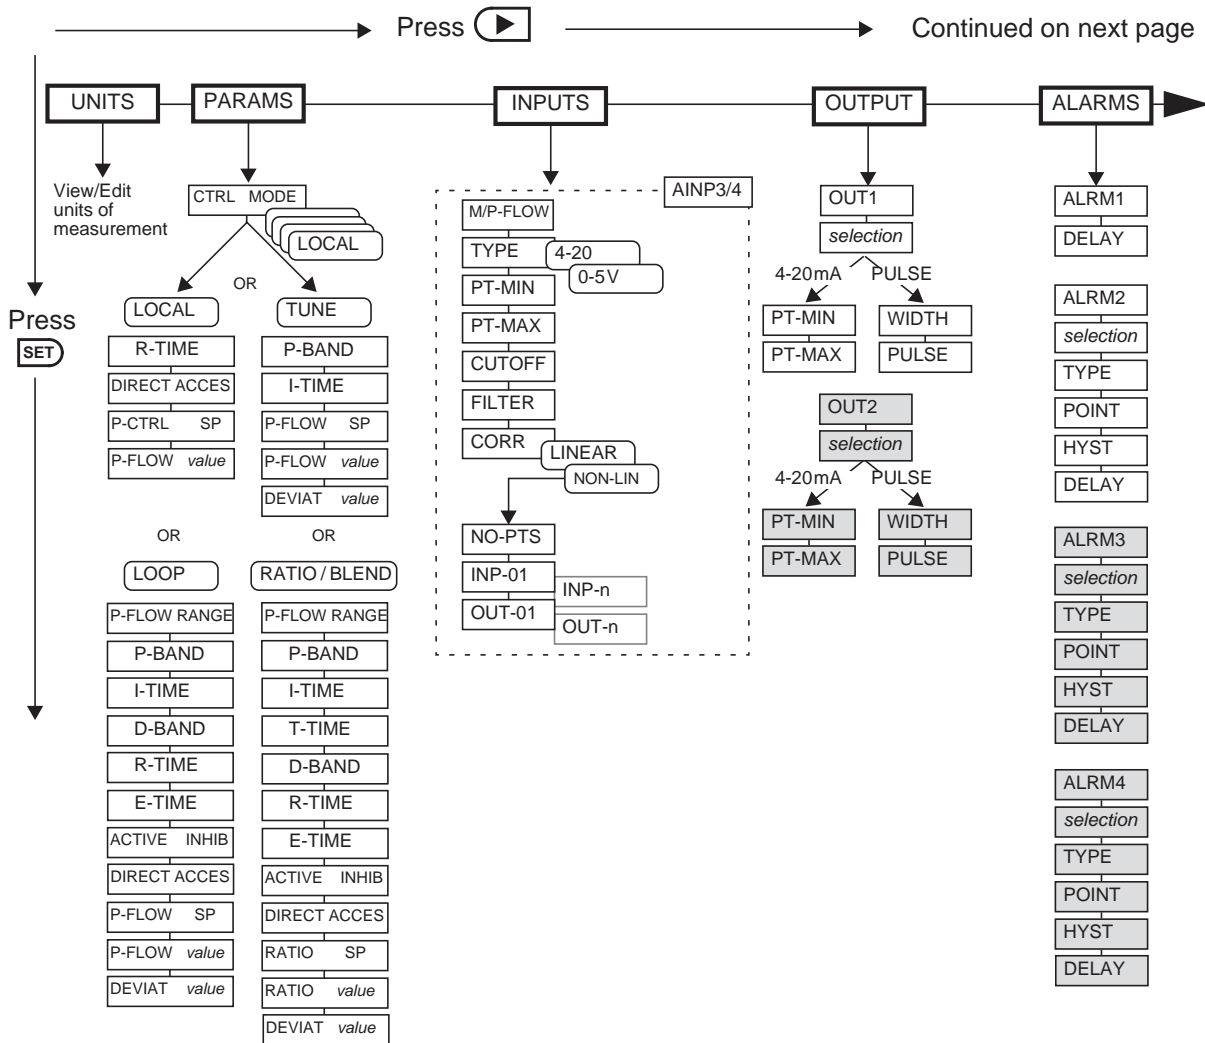 Press
Continued on next page
UNITS
PARAMS
INPUTS
OUTPUT
ALARMS
Press
SET
View/Edit
units of
measurement
CTRL MODE
LOCAL
OR
LOCAL
R-TIME
DIRECT ACCES
P-CTRL SP
P-FLOW value
TUNE
P-BAND
I-TIME
P-FLOW SP
P-FLOW value
DEVIAT value
OR
OR
LOOP
P-FLOW RANGE
P-BAND
I-TIME
D-BAND
R-TIME
E-TIME
ACTIVE INHIB
DIRECT ACCES
P-FLOW SP
P-FLOW value
DEVIAT value
RATIO / BLEND
P-FLOW RANGE
P-BAND
I-TIME
T-TIME
D-BAND
R-TIME
E-TIME
ACTIVE INHIB
DIRECT ACCES
RATIO SP
RATIO value
DEVIAT value
AINP3/4
M/P-FLOW
TYPE
4-20
0-5V
PT-MIN
PT-MAX
CUTOFF
FILTER
CORR
LINEAR
NON-LIN
NO-PTS
INP-01
INP-n
OUT-01
OUT-n
OUT1
selection
4-20mA PULSE
PT-MIN
PT-MAX
WIDTH
PULSE
OUT2
selection
4-20mA PULSE
PT-MIN
PT-MAX
WIDTH
PULSE
ALRM1
DELAY
ALRM2
selection
TYPE
POINT
HYST
DELAY
ALRM3
selection
TYPE
POINT
HYST
DELAY
ALRM4
selection
TYPE
POINT
HYST
DELAY